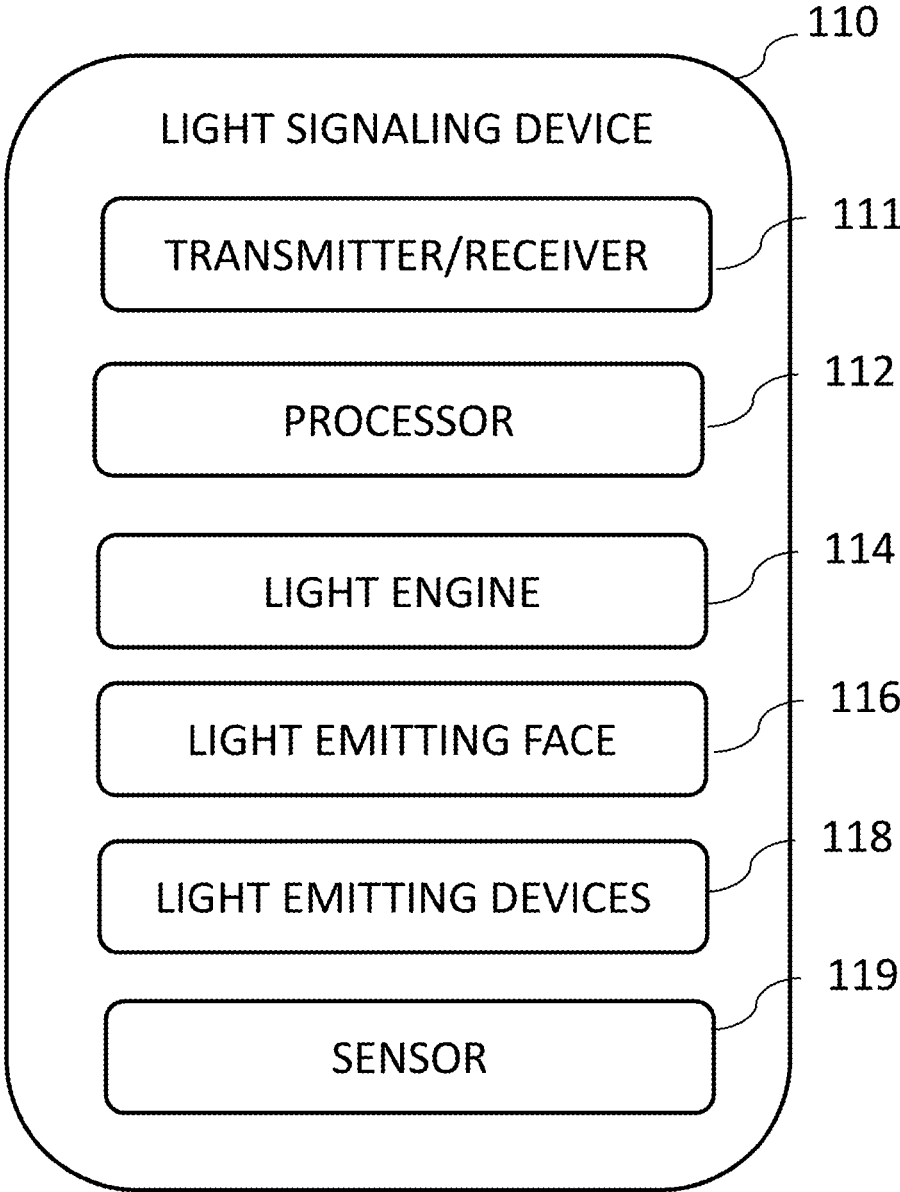 110
LIGHT SIGNALING DEVICE
TRANSMITTER/RECEIVER
111
PROCESSOR
112
LIGHT ENGINE
114
LIGHT EMITTING FACE
116
LIGHT EMITTING DEVICES
118
SENSOR
119